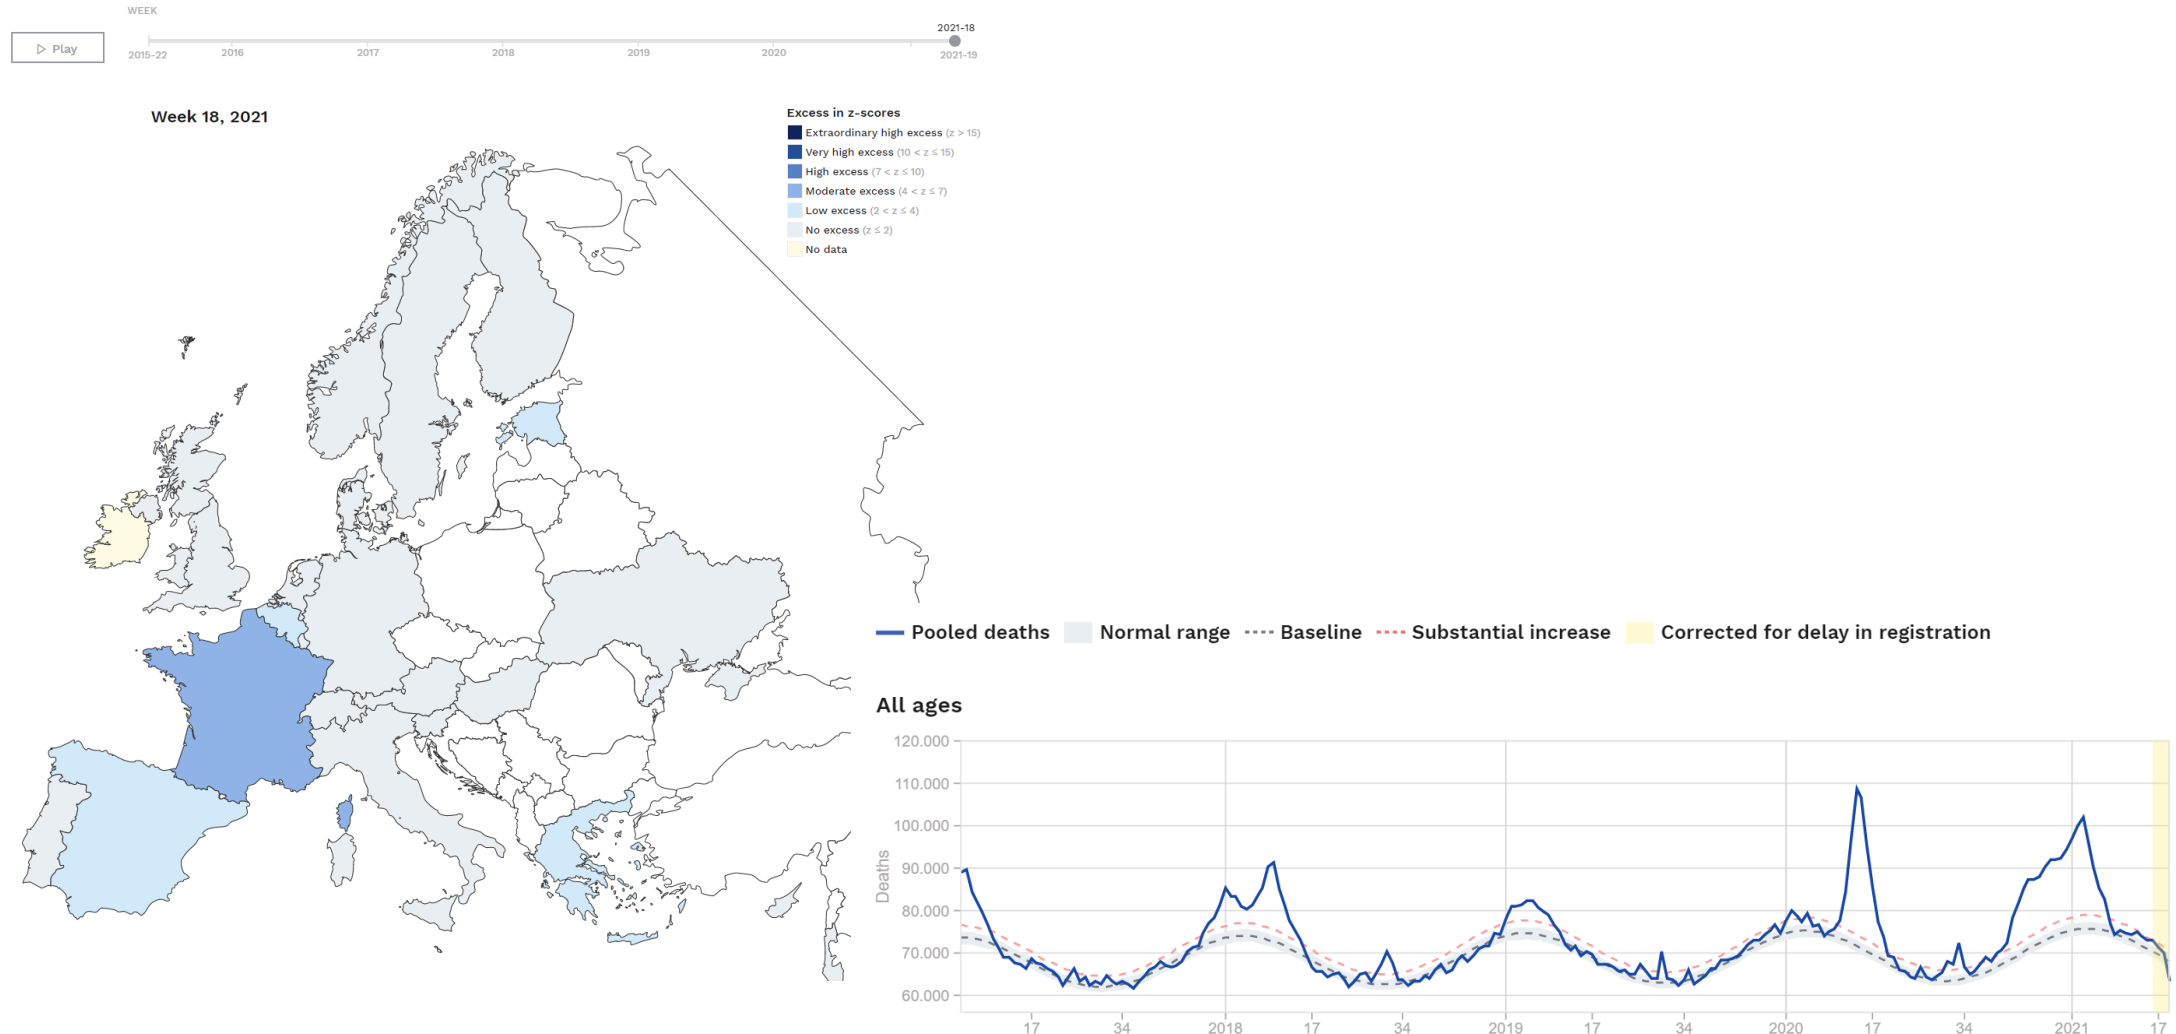 WEEK
Play
2021-18
2015-22 2016 2017 2018 2019 2020 2021-19
Week 18, 2021
Excess in z-scores
Extraordinary high excess (z > 15)
Very high excess (10 < z ≤ 15)
High excess (7 < z ≤ 10)
Moderate excess (4 < z ≤ 7)
Low excess (2 < z ≤ 4)
No excess (z ≤ 2)
No data
Pooled deaths Normal range Baseline Substantial increase Corrected for delay in registration
All ages
Deaths
120.000
110.000
100.000
90.000
80.000
70.000
60.000
17 34 2018 17 34 2019 17 34 2020 17 34 2021 17